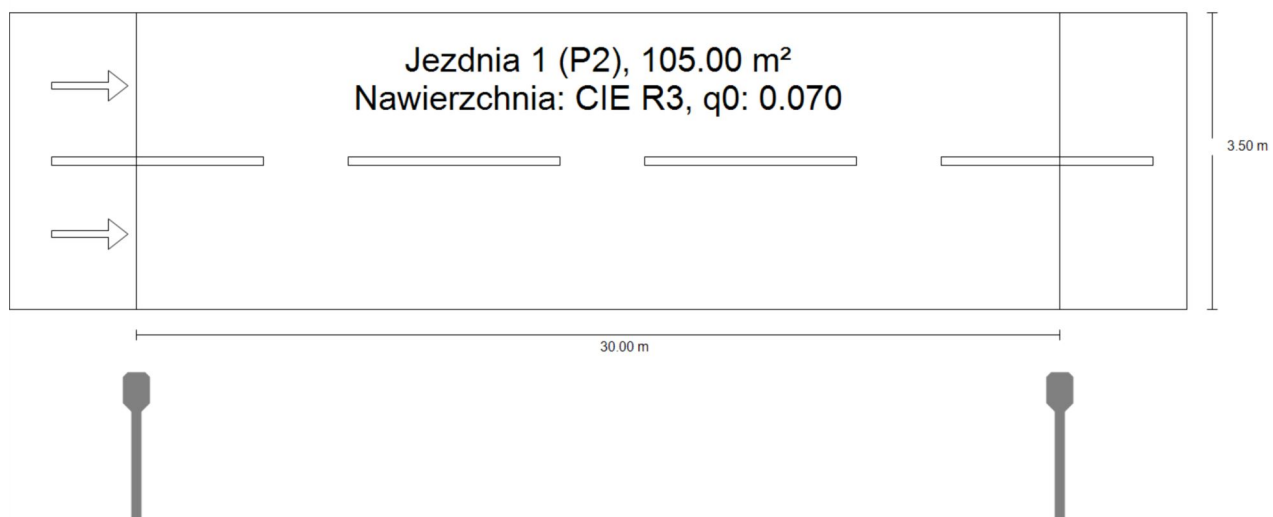 Jezdnia 1 (P2), 105.00 m²
Nawierzchnia: CIE R3, q0: 0.070
3.50 m
30.00 m